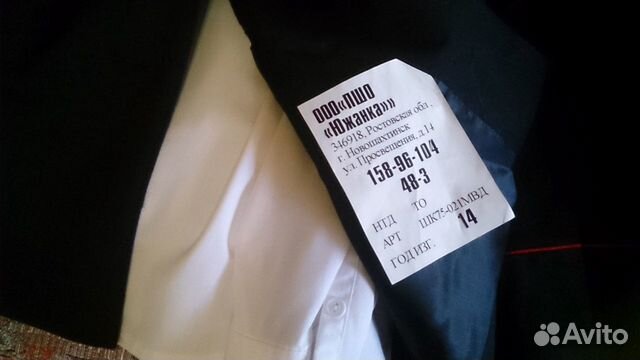 ООО«ПШО
«Южанка»»
346918, Ростовская обл.,
г. Новошахтинск
ул. Просвещения, д.14
158-96-104
48-3
НТД ТО
АРТ ШК75-021МВД
ГОД ИЗГ. 14
Avito